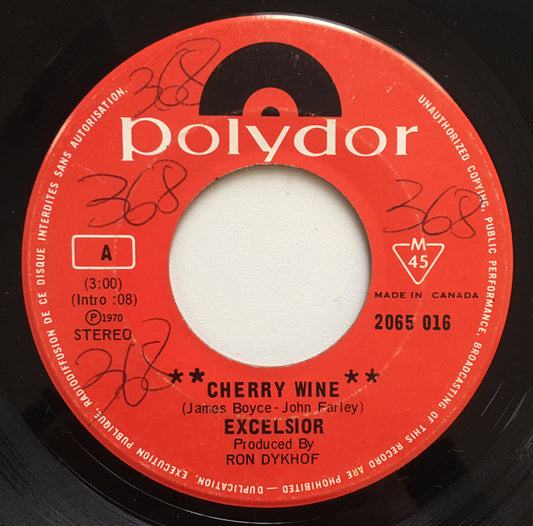 368
polydor
368
368
A
M
45
(3:00)
(Intro :08)
℗1970
STEREO
MADE IN CANADA
2065 016
368
**CHERRY WINE**
(James Boyce - John Farley)
EXCELSIOR
Produced By
RON DYKHOF
UNAUTHORIZED COPYING, PUBLIC PERFORMANCE, BROADCASTING OF THIS RECORD ARE PROHIBITED – DUPLICATION, EXECUTION PUBLIQUE, RADIODIFFUSION DE CE DISQUE INTERDITES SANS AUTORISATION.